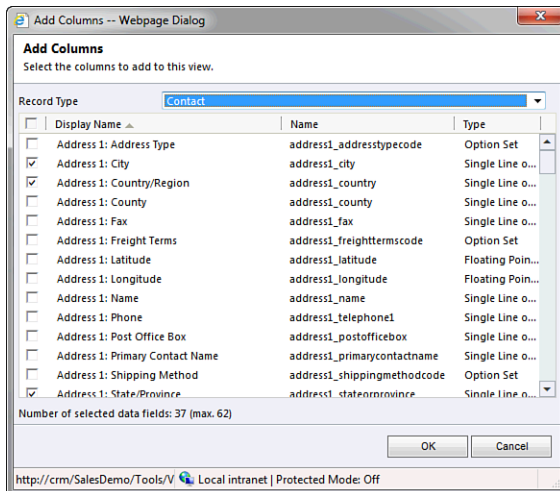 Add Columns -- Webpage Dialog
Add Columns
Select the columns to add to this view.
Record Type Contact
Display Name Name Type
Address 1: Address Type address1_addresstypecode Option Set
Address 1: City address1_city Single Line o...
Address 1: Country/Region address1_country Single Line o...
Address 1: County address1_county Single Line o...
Address 1: Fax address1_fax Single Line o...
Address 1: Freight Terms address1_freighttermscode Option Set
Address 1: Latitude address1_latitude Floating Poin...
Address 1: Longitude address1_longitude Floating Poin...
Address 1: Name address1_name Single Line o...
Address 1: Phone address1_telephone1 Single Line o...
Address 1: Post Office Box address1_postofficebox Single Line o...
Address 1: Primary Contact Name address1_primarycontactname Single Line o...
Address 1: Shipping Method address1_shippingmethodcode Option Set
Address 1: State/Province address1_stateorprovince Single Line o...
Number of selected data fields: 37 (max. 62)
OK Cancel
http://crm/SalesDemo/Tools/V Local intranet | Protected Mode: Off